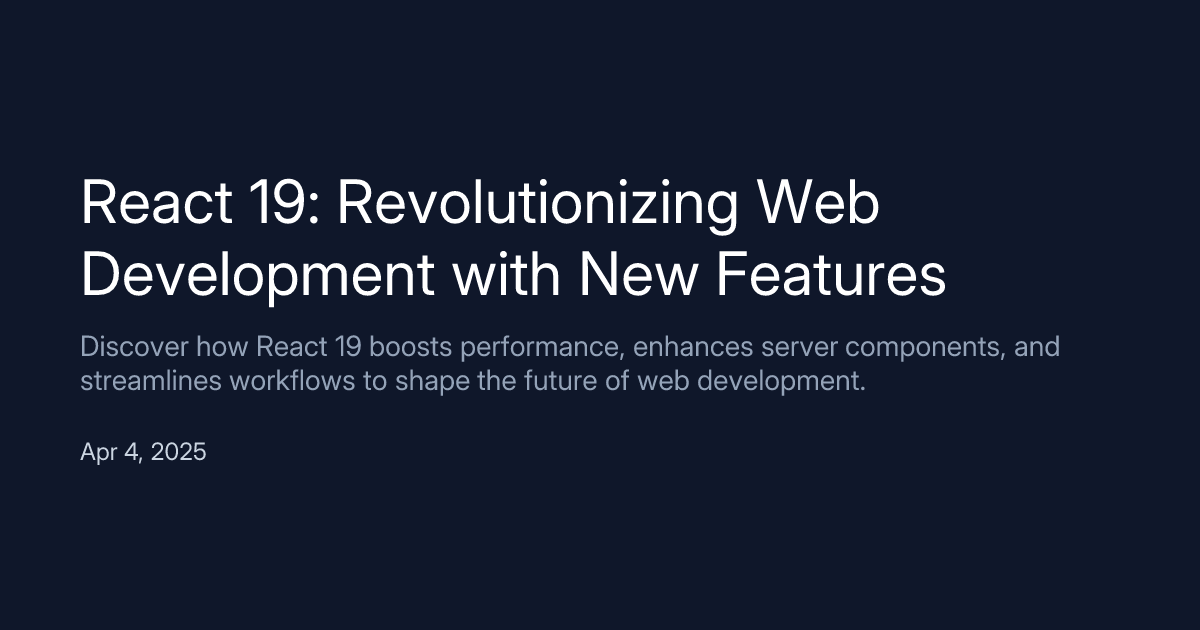 React 19: Revolutionizing Web
Development with New Features
Discover how React 19 boosts performance, enhances server components, and
streamlines workflows to shape the future of web development.
Apr 4, 2025